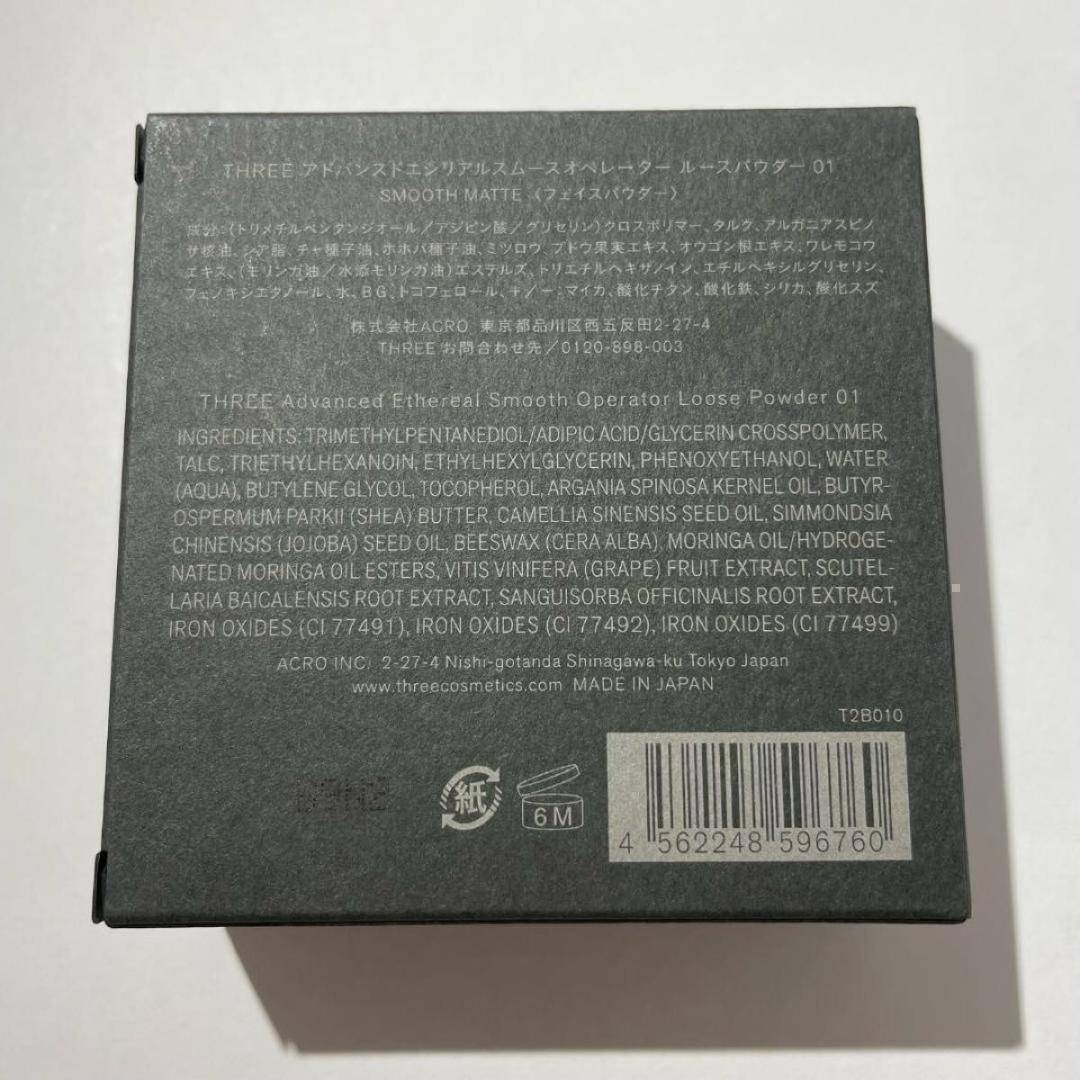 THREE アドバンスドエシリアルスムースオペレーター ルースパウダー 01
SMOOTH MATTE 〈フェイスパウダー〉
成分:(トリメチルペンタンジオール/アジピン酸/グリセリン)クロスポリマー、タルク、アルガニアスピノ
サ核油、シア脂、チャ種子油、ホホバ種子油、ミツロウ、ブドウ果実エキス、オウゴン根エキス、ワレモコウ
エキス、(モリンガ油/水添モリンガ油)エステルズ、トリエチルヘキサノイン、エチルヘキシルグリセリン、
フェノキシエタノール、水、BG、トコフェロール、+/-:マイカ、酸化チタン、酸化鉄、シリカ、酸化スズ
株式会社ACRO 東京都品川区西五反田2-27-4
THREE お問合わせ先/0120-898-003
THREE Advanced Ethereal Smooth Operator Loose Powder 01
INGREDIENTS: TRIMETHYLPENTANEDIOL/ADIPIC ACID/GLYCERIN CROSSPOLYMER,
TALC, TRIETHYLHEXANOIN, ETHYLHEXYLGLYCERIN, PHENOXYETHANOL, WATER
(AQUA), BUTYLENE GLYCOL, TOCOPHEROL, ARGANIA SPINOSA KERNEL OIL, BUTYR-
OSPERMUM PARKII (SHEA) BUTTER, CAMELLIA SINENSIS SEED OIL, SIMMONDSIA
CHINENSIS (JOJOBA) SEED OIL, BEESWAX (CERA ALBA), MORINGA OIL/HYDROGE-
NATED MORINGA OIL ESTERS, VITIS VINIFERA (GRAPE) FRUIT EXTRACT, SCUTEL-
LARIA BAICALENSIS ROOT EXTRACT, SANGUISORBA OFFICINALIS ROOT EXTRACT,
IRON OXIDES (CI 77491), IRON OXIDES (CI 77492), IRON OXIDES (CI 77499)
ACRO INC. 2-27-4 Nishi-gotanda Shinagawa-ku Tokyo Japan
www.threecosmetics.com MADE IN JAPAN
T2B010
紙
6M
4 562248 596760